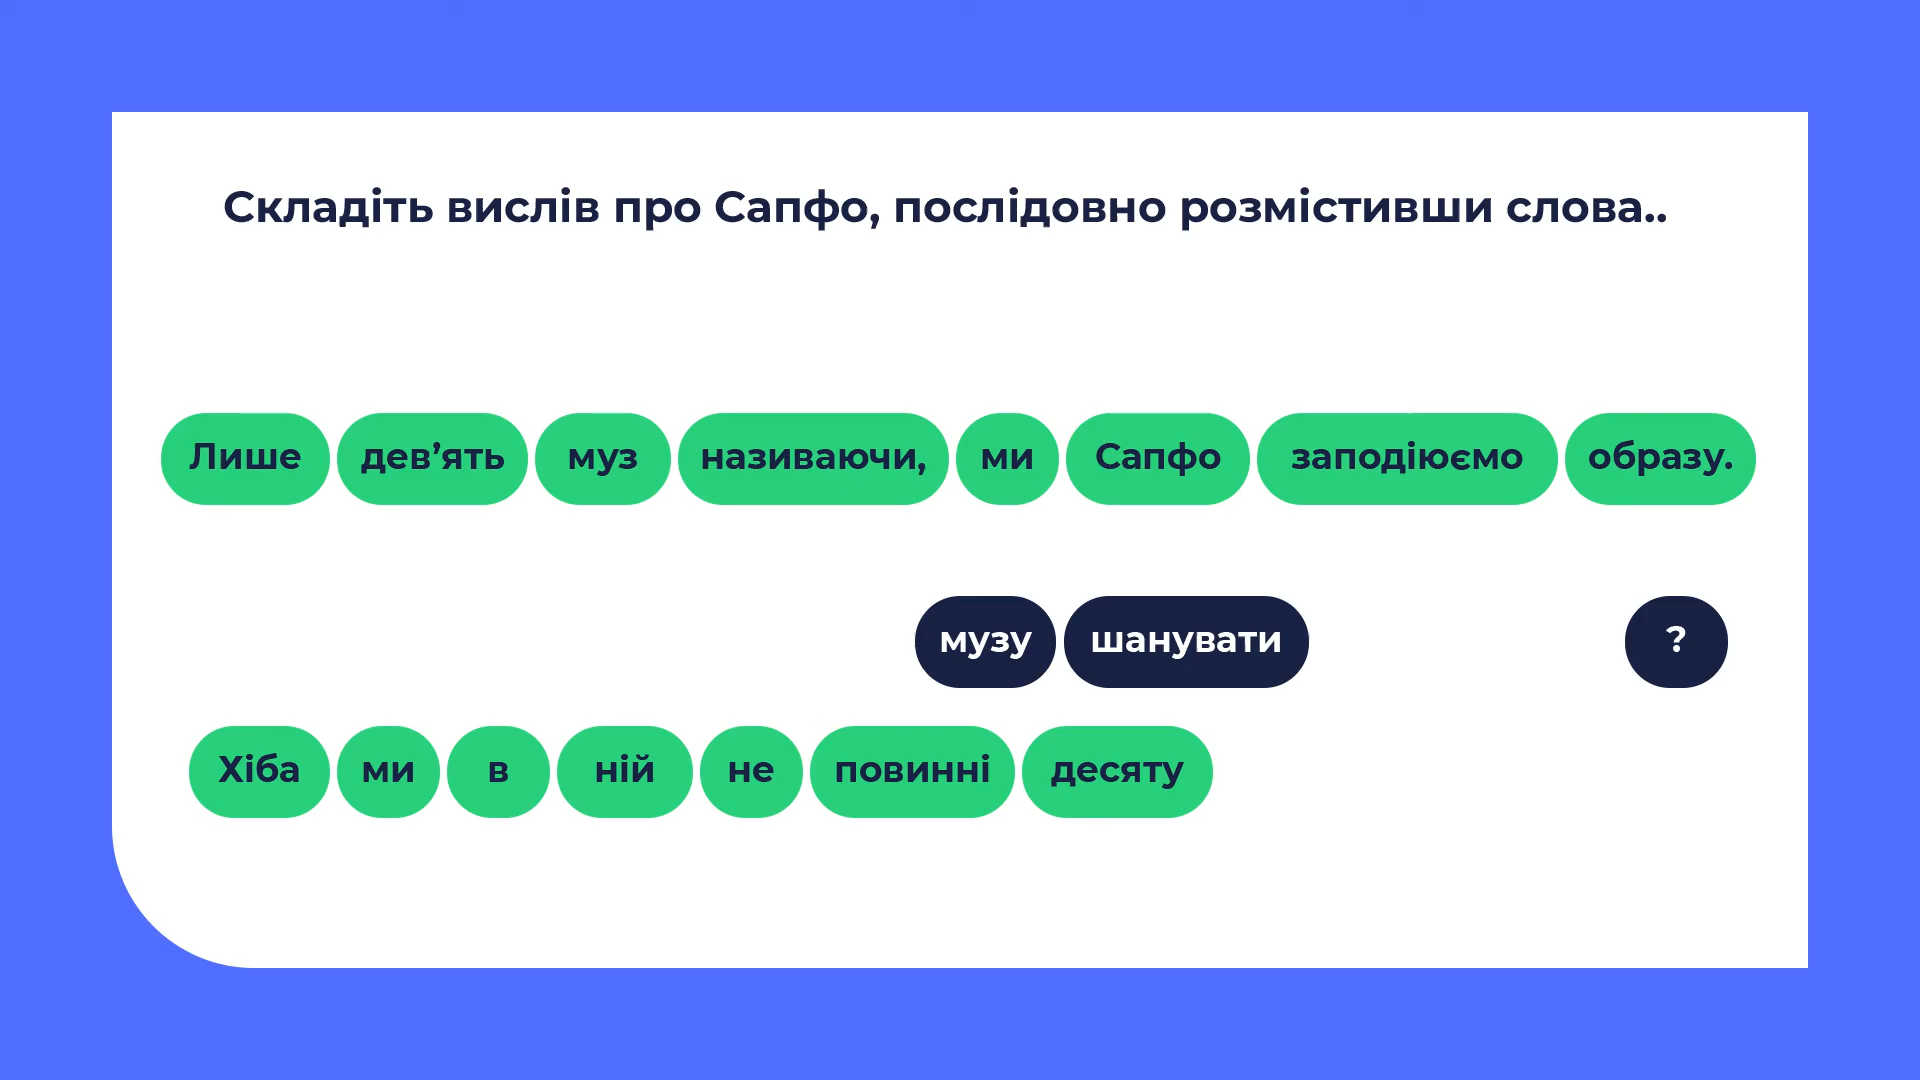 Складіть вислів про Сапфо, послідовно розмістивши слова..
Лише дев’ять муз називаючи, ми Сапфо заподіюємо образу.
музу шанувати ?
Хіба ми в ній не повинні десяту